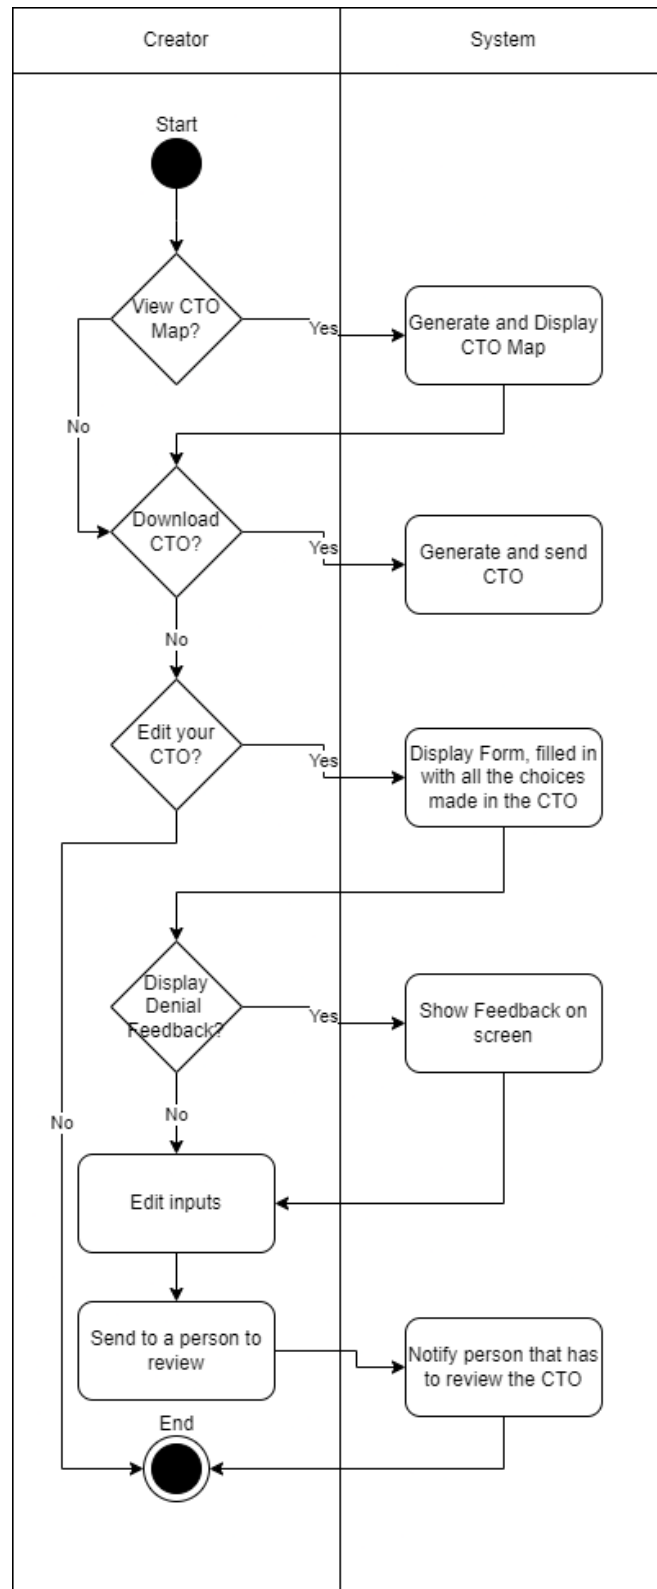 Creator
System
Start
View CTO
Map?
Yes
Generate and Display
CTO Map
No
Download
CTO?
Yes
Generate and send
CTO
No
Edit your
CTO?
Yes
Display Form, filled in
with all the choices
made in the CTO
Display
Denial
Feedback?
Yes
Show Feedback on
screen
No
No
Edit inputs
Send to a person to
review
Notify person that has
to review the CTO
End